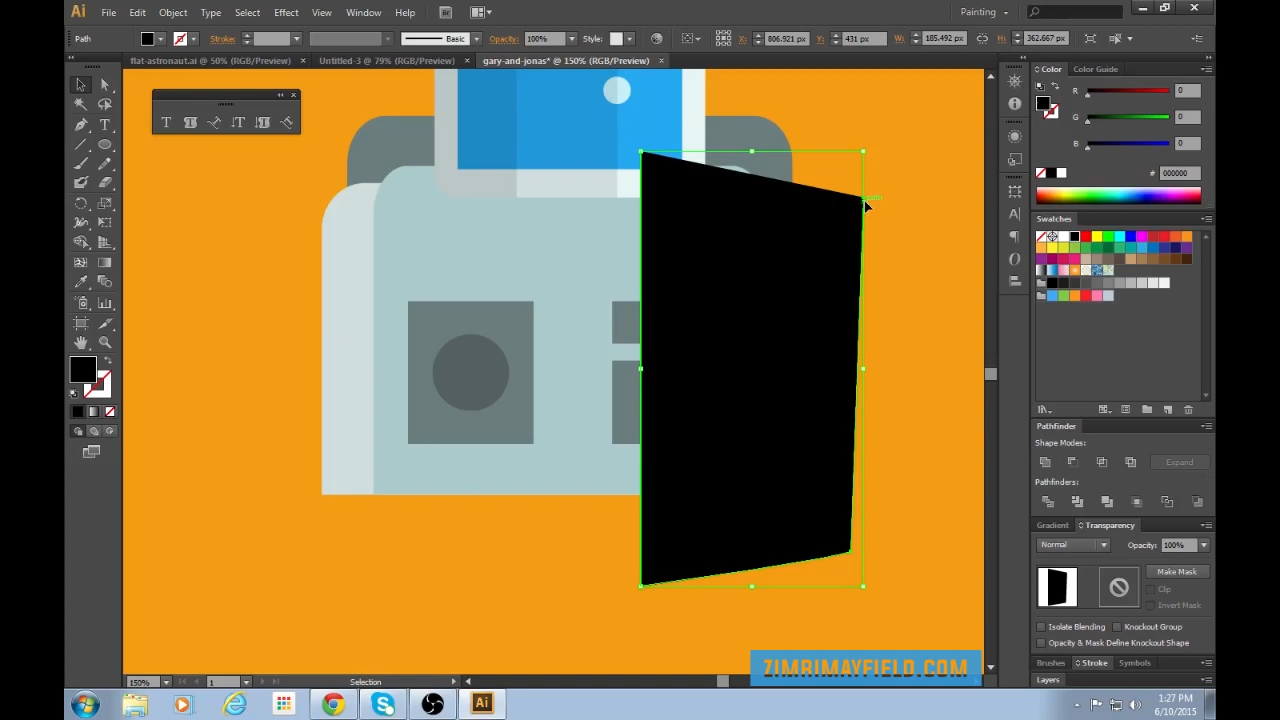 Ai File Edit Object Type Select Effect View Window Help Br Painting
Path Stroke: Basic Opacity: 100% Style: X: 806.921 px Y: 431 px W: 185.492 px H: 362.667 px
flat-astronaut.ai @ 50% (RGB/Preview) × Untitled-3 @ 79% (RGB/Preview) × gary-and-jonas* @ 150% (RGB/Preview) ×
Color Color Guide
R 0
G 0
B 0
# 000000
Swatches
Pathfinder
Shape Modes:
Expand
Pathfinders:
Gradient Transparency
Normal Opacity: 100%
Make Mask
Clip
Invert Mask
Isolate Blending Knockout Group
Opacity & Mask Define Knockout Shape
Brushes Stroke Symbols
Layers
ZIMRIMAYFIELD.COM
150% 1 Selection
Ai 1:27 PM
6/10/2015